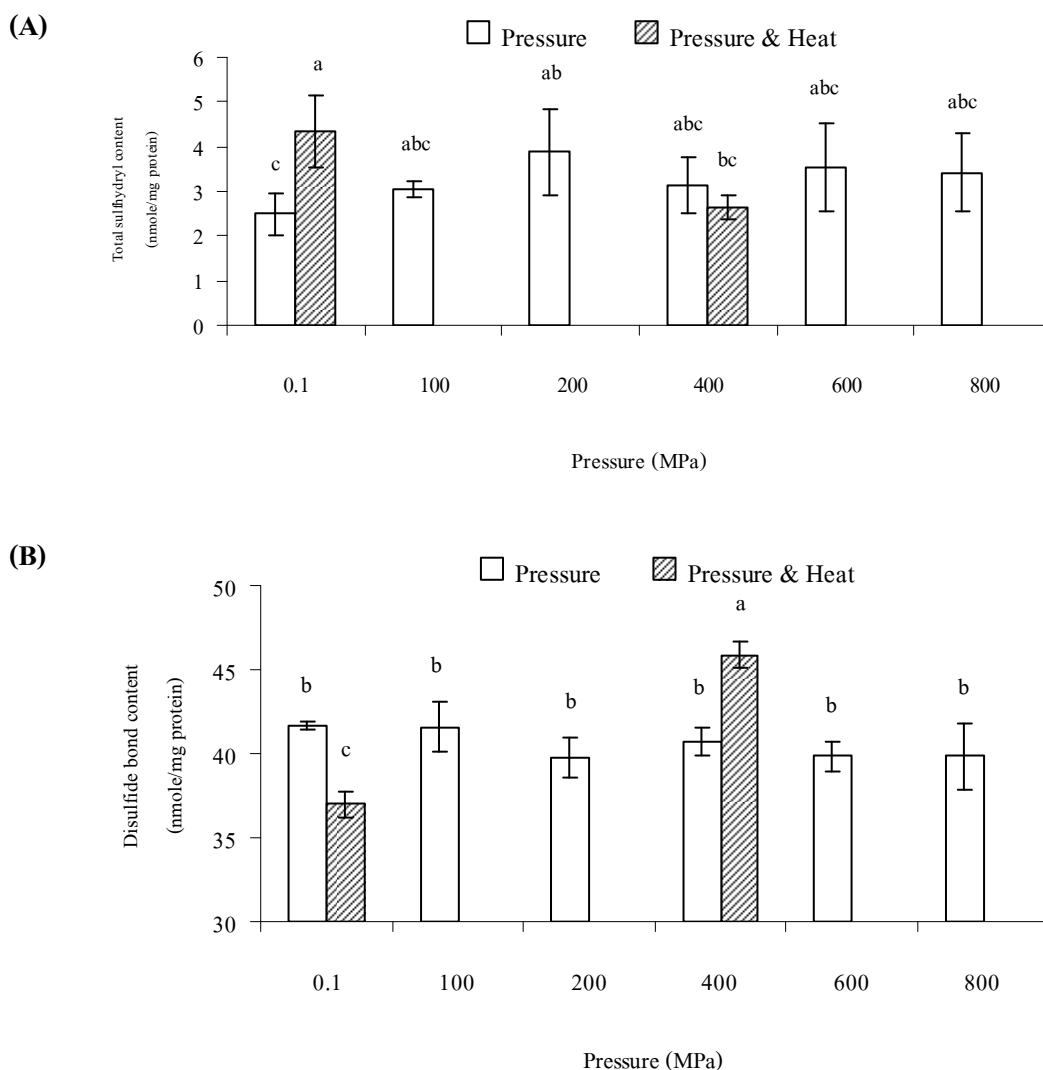 (A)
Pressure Pressure & Heat
Total sulfhydryl content
(nmole/mg protein)
6
5
4
3
2
1
0
c
a
abc
ab
abc
bc
abc
abc
0.1 100 200 400 600 800
Pressure (MPa)
(B)
Pressure Pressure & Heat
Disulfide bond content
(nmole/mg protein)
50
45
40
35
30
b
c
b
b
b
a
b
b
0.1 100 200 400 600 800
Pressure (MPa)